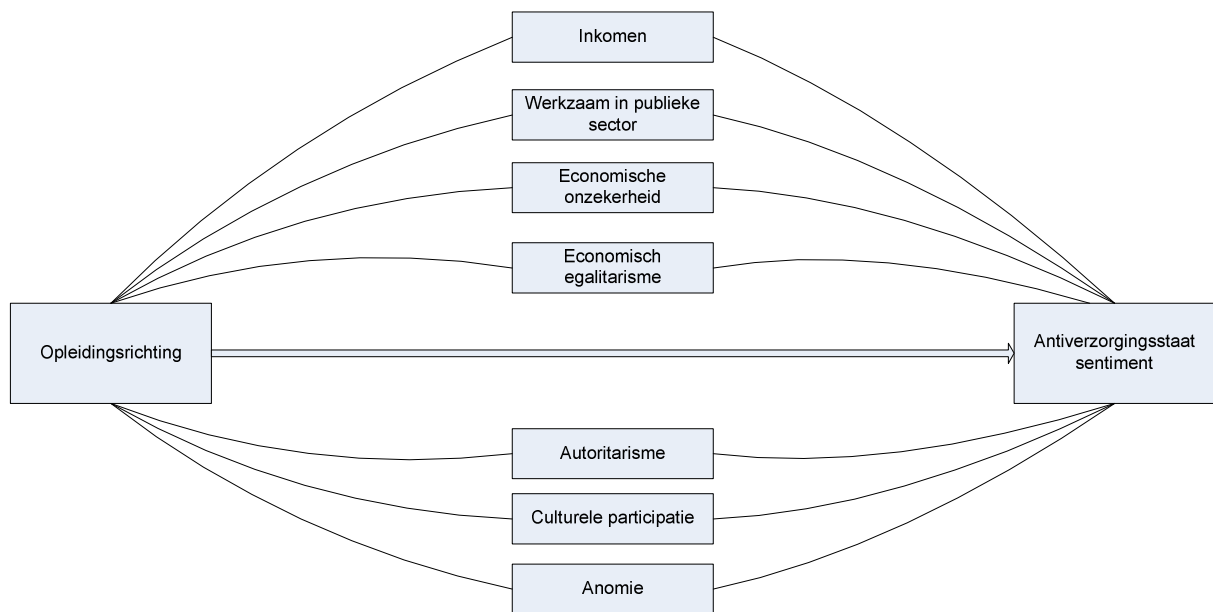 Inkomen
Werkzaam in publieke
sector
Economische
onzekerheid
Economisch
egalitarisme
Opleidingsrichting
Antiverzorgingsstaat
sentiment
Autoritarisme
Culturele participatie
Anomie